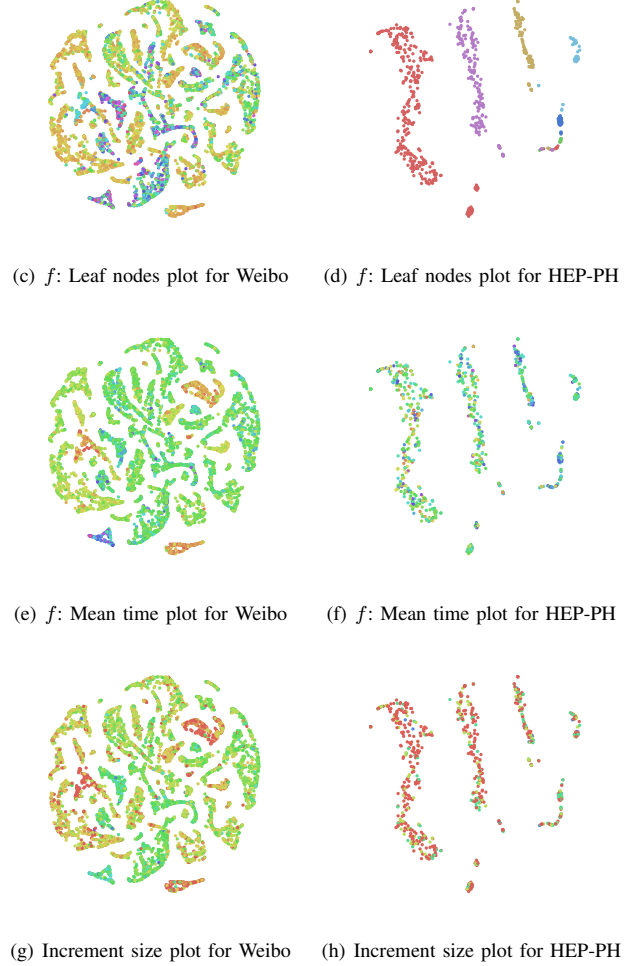 (c) f: Leaf nodes plot for Weibo
(d) f: Leaf nodes plot for HEP-PH
(e) f: Mean time plot for Weibo
(f) f: Mean time plot for HEP-PH
(g) Increment size plot for Weibo
(h) Increment size plot for HEP-PH